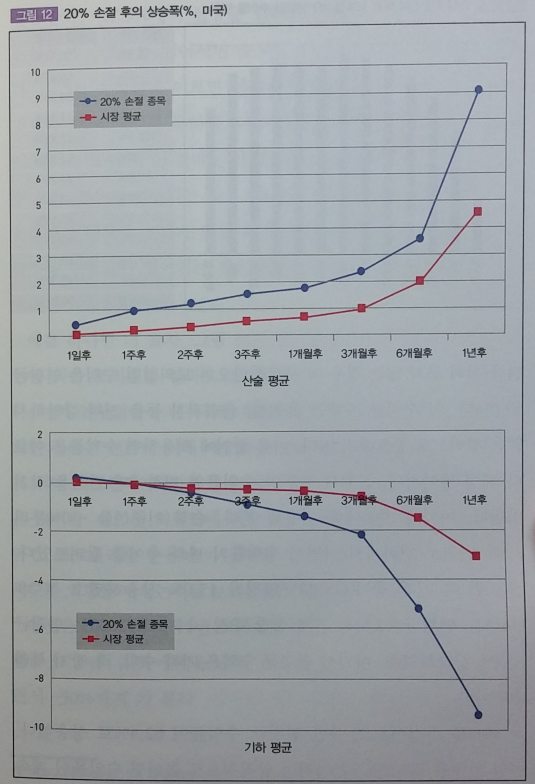 그림 12 20% 손절 후의 상승폭(%, 미국)
10
9
8
7
6
5
4
3
2
1
0
20% 손절 종목
시장 평균
1일후 1주후 2주후 3주후 1개월후 3개월후 6개월후 1년후
산술 평균
2
0
-2
-4
-6
-8
-10
1일후 1주후 2주후 3주후 1개월후 3개월후 6개월후 1년후
20% 손절 종목
시장 평균
기하 평균